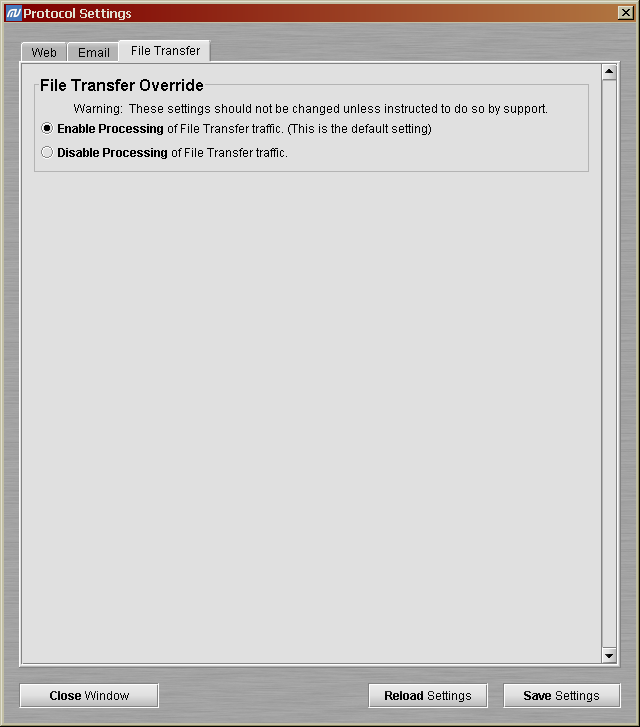 Protocol Settings
Web Email File Transfer
File Transfer Override
Warning: These settings should not be changed unless instructed to do so by support.
Enable Processing of File Transfer traffic. (This is the default setting)
Disable Processing of File Transfer traffic.
Close Window Reload Settings Save Settings